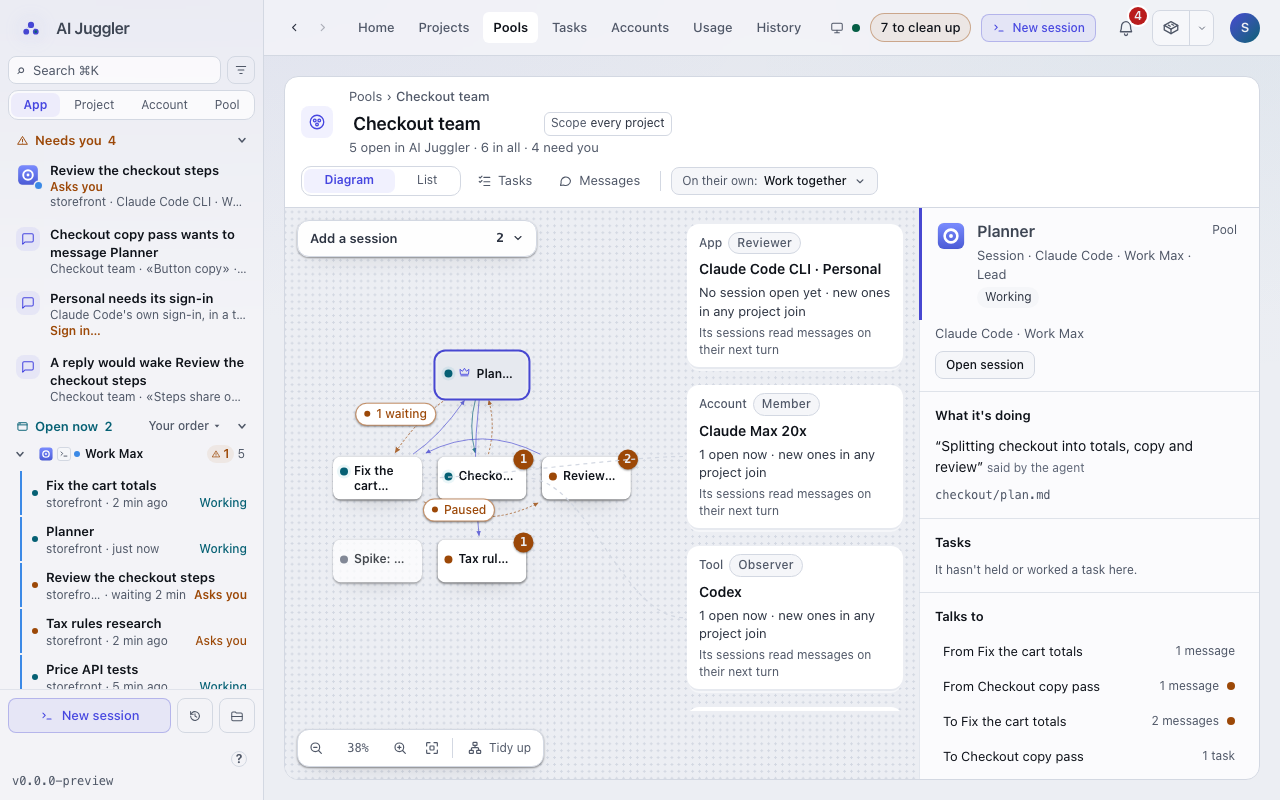 AI Juggler
Search ⌘K
App Project Account Pool
Needs you 4
Review the checkout steps
Asks you
storefront · Claude Code CLI · W...
Checkout copy pass wants to
message Planner
Checkout team · «Button copy» ·...
Personal needs its sign-in
Claude Code's own sign-in, in a t...
Sign in...
A reply would wake Review the
checkout steps
Checkout team · «Steps share o...
Open now 2 Your order
Work Max 1 5
Fix the cart totals
storefront · 2 min ago Working
Planner
storefront · just now Working
Review the checkout steps
storefro... · waiting 2 min Asks you
Tax rules research
storefront · 2 min ago Asks you
Price API tests
storefront · 5 min ago Working
New session
?
v0.0.0-preview
Home Projects Pools Tasks Accounts Usage History
7 to clean up
New session
4
S
Pools › Checkout team
Checkout team
Scope every project
5 open in AI Juggler · 6 in all · 4 need you
Diagram List Tasks Messages
On their own: Work together
Add a session 2
Plan...
1 waiting
Fix the
cart...
Checko...
1
Review...
Paused
Spike: ...
Tax rul...
1
38%
Tidy up
App Reviewer
Claude Code CLI · Personal
No session open yet · new ones
in any project join
Its sessions read messages on
their next turn
Account Member
Claude Max 20x
1 open now · new ones in any
project join
Its sessions read messages on
their next turn
Tool Observer
Codex
1 open now · new ones in any
project join
Its sessions read messages on
their next turn
Planner
Pool
Session · Claude Code · Work Max ·
Lead
Working
Claude Code · Work Max
Open session
What it's doing
“Splitting checkout into totals, copy and
review” said by the agent
checkout/plan.md
Tasks
It hasn't held or worked a task here.
Talks to
From Fix the cart totals 1 message
From Checkout copy pass 1 message
To Fix the cart totals 2 messages
To Checkout copy pass 1 task